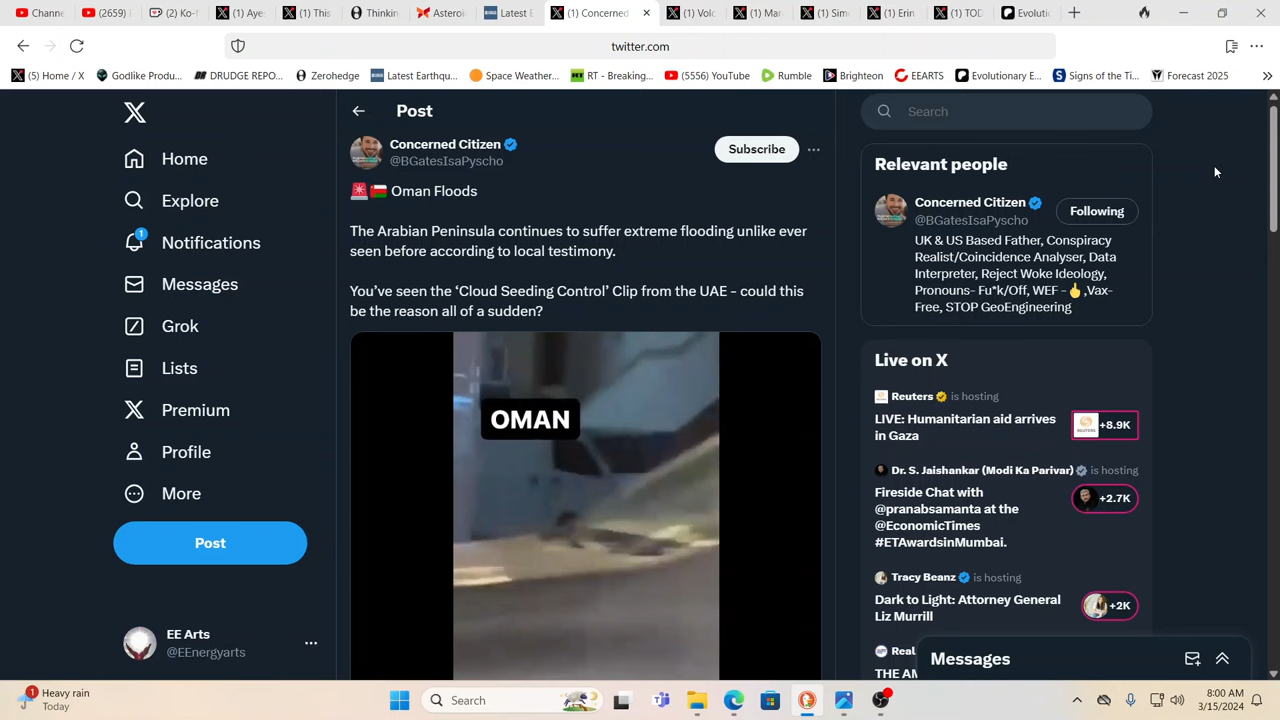 Channe
(2659)
Ko-f
(1) Aye
(1) This
Thinkin
Asteroi
Latest E
(1) Concerned
(1) Volc
(1) Mar
(1) Sim
(1) Erin
(1) TOD
Evoluti
twitter.com
(5) Home / X
Godlike Produ...
DRUDGE REPO...
Zerohedge
Latest Earthqu...
Space Weather...
RT - Breaking...
(5556) YouTube
Rumble
Brighteon
EEARTS
Evolutionary E...
Signs of the Ti...
Forecast 2025
Home
Explore
1
Notifications
Messages
Grok
Lists
Premium
Profile
More
Post
EE Arts
@EEnergyarts
Post
Concerned Citizen
@BGatesIsaPyscho
Subscribe
🚨🇴🇲 Oman Floods
The Arabian Peninsula continues to suffer extreme flooding unlike ever
seen before according to local testimony.
You’ve seen the ‘Cloud Seeding Control’ Clip from the UAE – could this
be the reason all of a sudden?
OMAN
Search
Relevant people
Concerned Citizen
@BGatesIsaPyscho
Following
UK & US Based Father, Conspiracy
Realist/Coincidence Analyser, Data
Interpreter, Reject Woke Ideology,
Pronouns- Fu*k/Off, WEF -🖕,Vax-
Free, STOP GeoEngineering
Live on X
Reuters is hosting
LIVE: Humanitarian aid arrives
in Gaza
+8.9K
Dr. S. Jaishankar (Modi Ka Parivar) is hosting
Fireside Chat with
@pranabsamanta at the
@EconomicTimes
#ETAwardsinMumbai.
+2.7K
Tracy Beanz is hosting
Dark to Light: Attorney General
Liz Murrill
+2K
Real
THE AM
Messages
1
Heavy rain
Today
Search
8:00 AM
3/15/2024